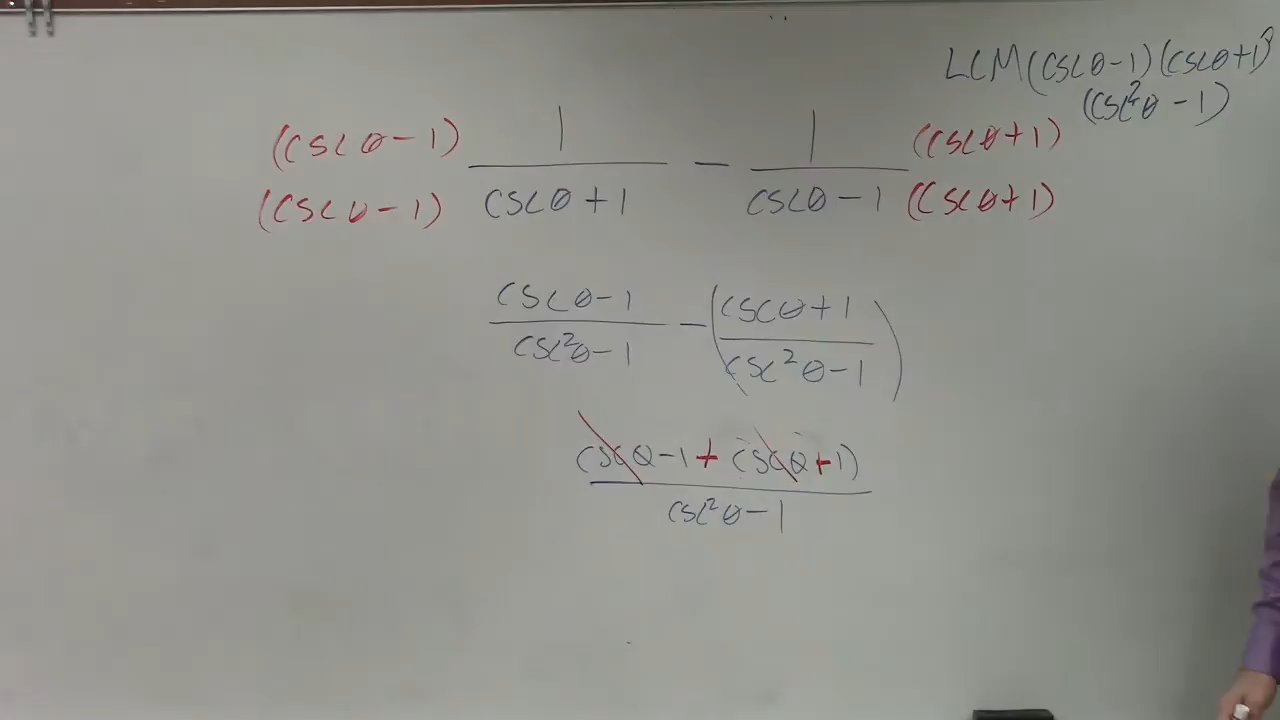 LCM(cscθ-1)(cscθ+1)
(csc²θ-1)
(cscθ-1) 1 - 1 (cscθ+1)
(cscθ-1) cscθ+1 cscθ-1 (cscθ+1)
cscθ-1 - (cscθ+1
csc²θ-1 csc²θ-1)
cscθ-1+cscθ+1)
csc²θ-1